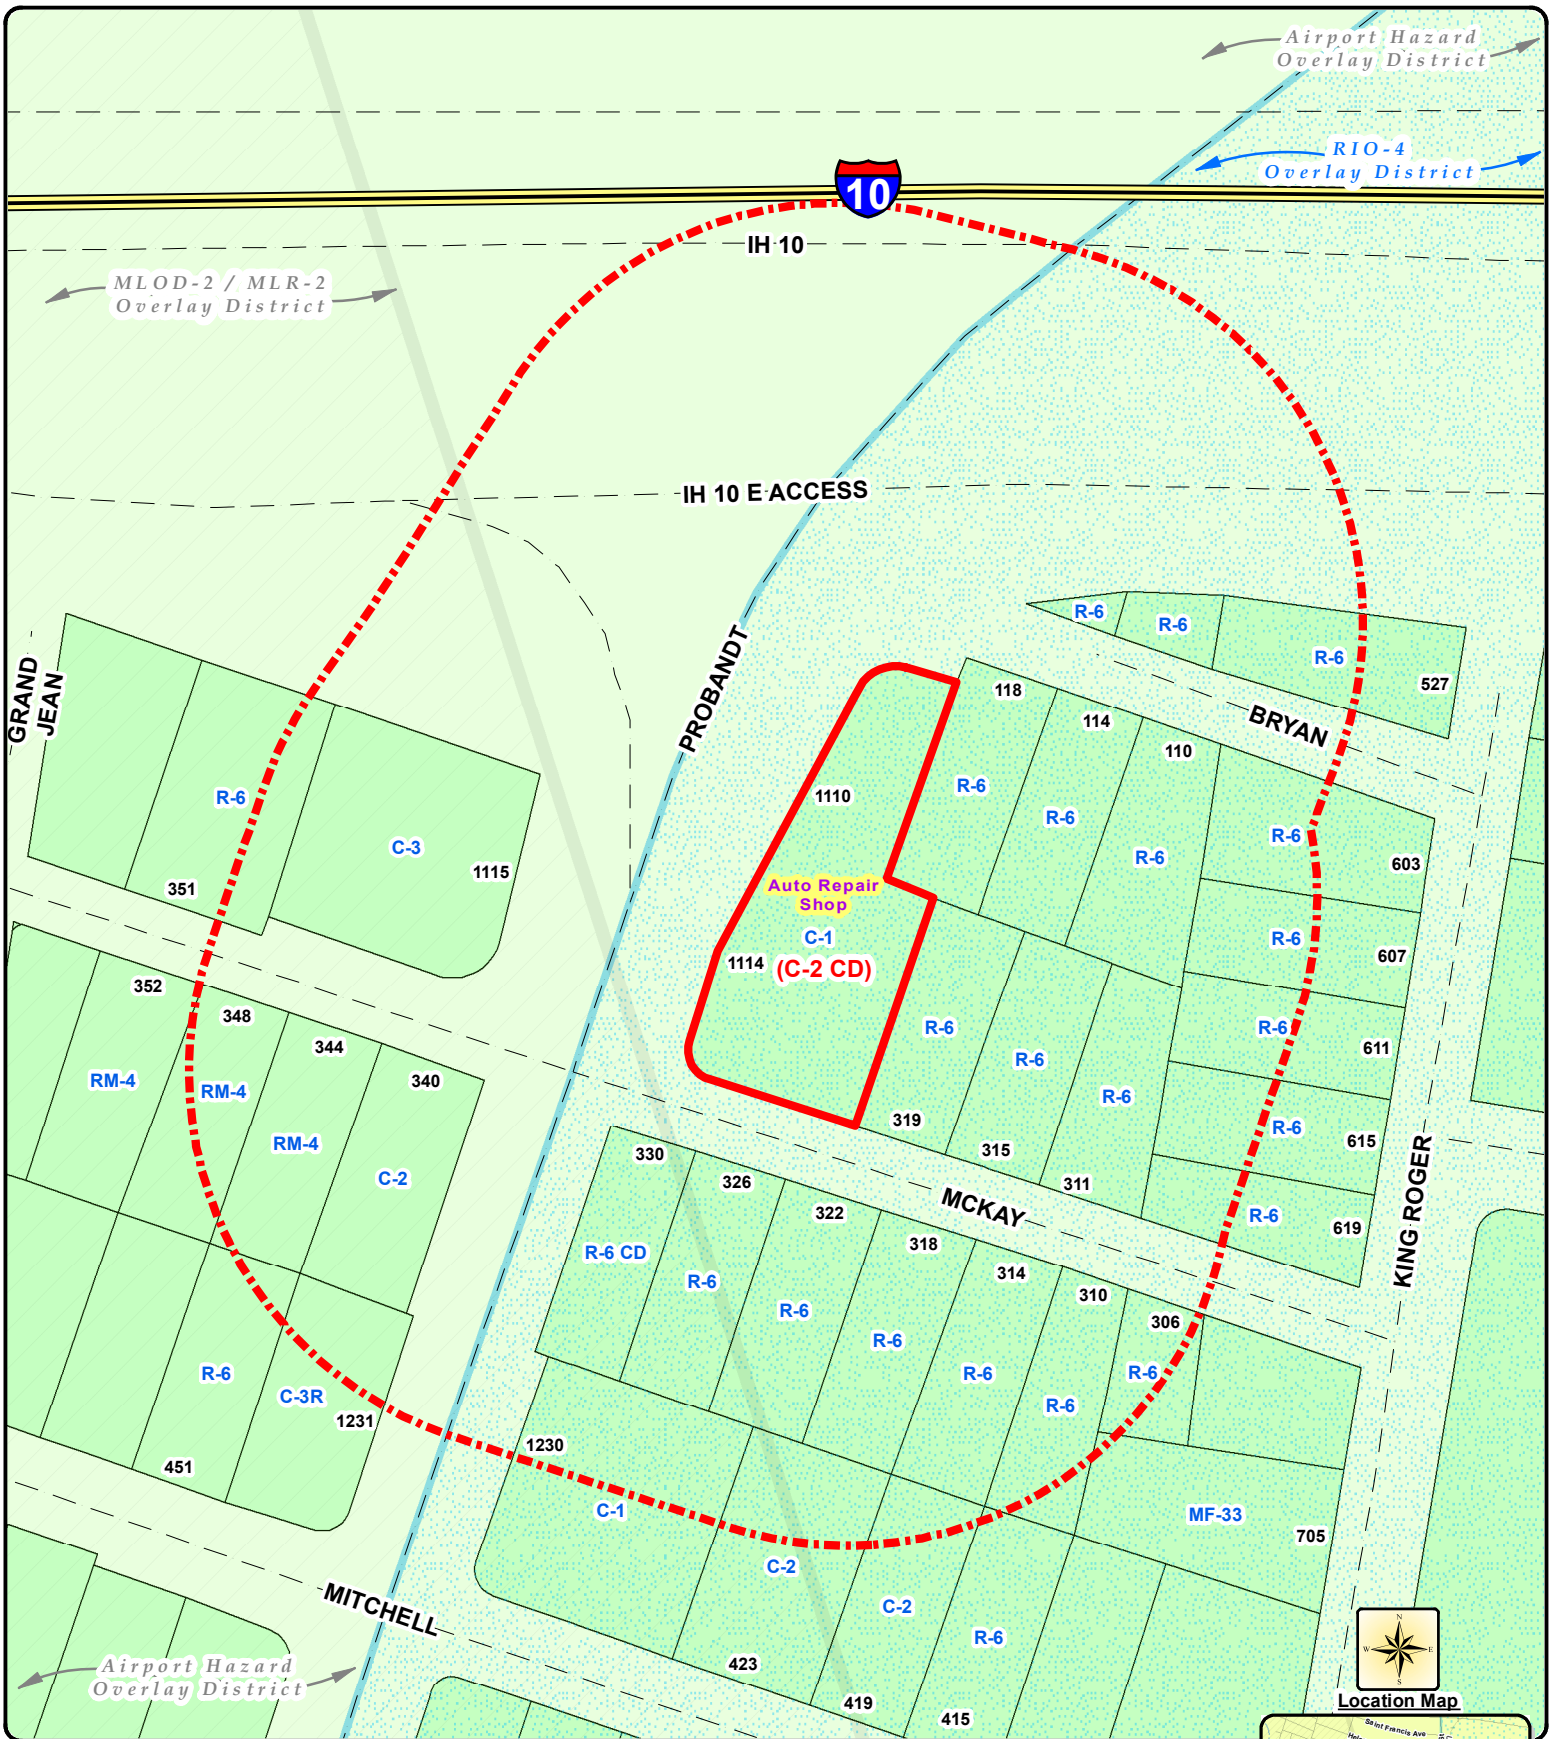 Airport Hazard
Overlay District
RIO-4
Overlay District
10
IH 10
MLOD-2 / MLR-2
Overlay District
IH 10 E ACCESS
PROBANDT
GRAND
JEAN
R-6
R-6
R-6
527
BRYAN
118
114
110
R-6
R-6
R-6
R-6
603
R-6
607
R-6
611
R-6
615
R-6
619
1110
Auto Repair
Shop
C-1
1114
(C-2 CD)
R-6
C-3
1115
351
352
348
344
340
RM-4
RM-4
RM-4
C-2
R-6
R-6
R-6
319
315
311
MCKAY
KING ROGER
330
326
322
318
314
310
306
R-6 CD
R-6
R-6
R-6
R-6
R-6
R-6
R-6
C-3R
1231
451
1230
C-1
C-2
C-2
R-6
MF-33
705
423
419
415
MITCHELL
Airport Hazard
Overlay District
N
W
E
S
Location Map
Saint Francis Ave